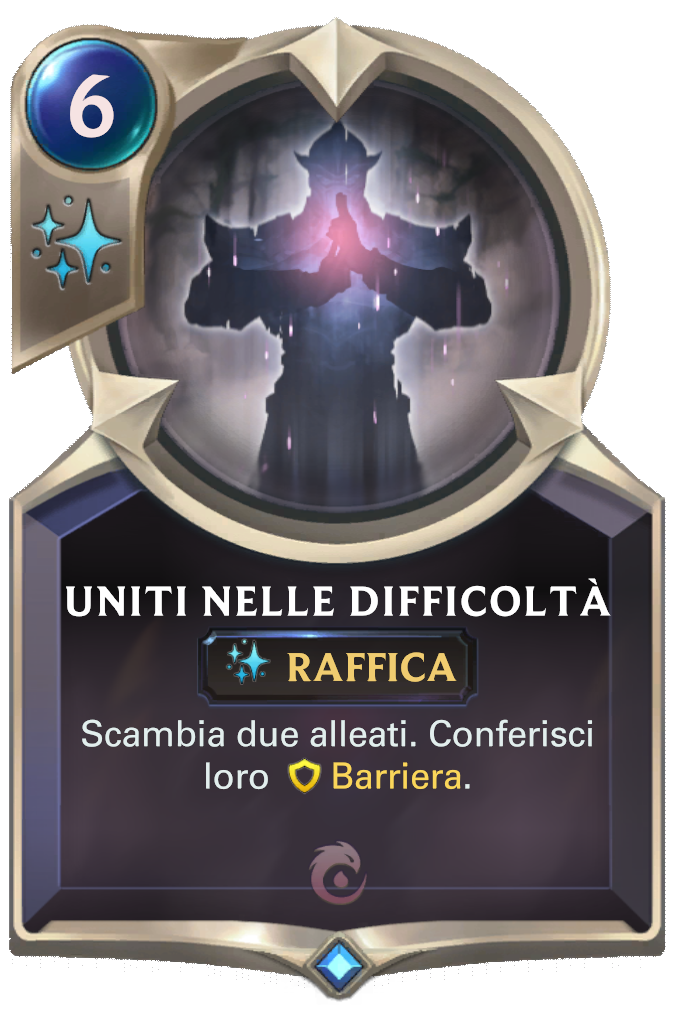 6
UNITI NELLE DIFFICOLTÀ
RAFFICA
Scambia due alleati. Conferisci
loro Barriera.